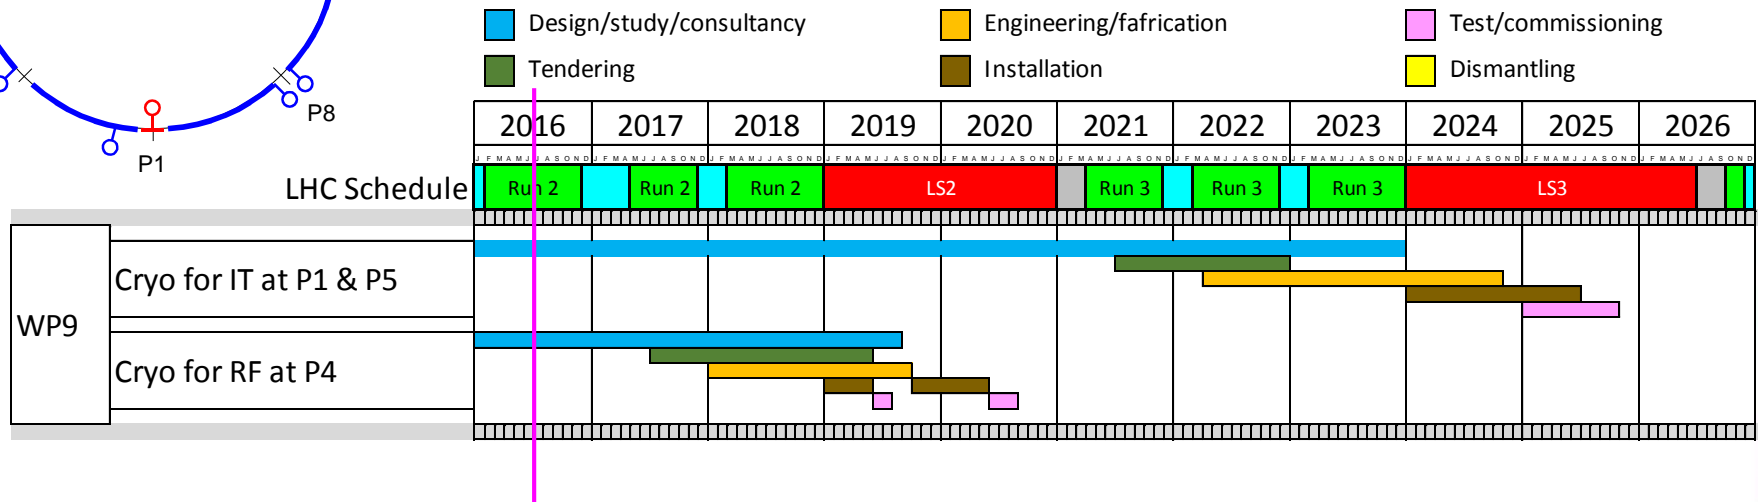 Design/study/consultancy
Engineering/fafrication
Test/commissioning
Tendering
Installation
Dismantling
P8
P1
2016 2017 2018 2019 2020 2021 2022 2023 2024 2025 2026
J F M A M J J A S O N D J F M A M J J A S O N D J F M A M J J A S O N D J F M A M J J A S O N D J F M A M J J A S O N D J F M A M J J A S O N D J F M A M J J A S O N D J F M A M J J A S O N D J F M A M J J A S O N D J F M A M J J A S O N D J F M A M J J A S O N D
LHC Schedule Run 2 Run 2 Run 2 LS2 Run 3 Run 3 Run 3 LS3
Cryo for IT at P1 & P5
WP9
Cryo for RF at P4